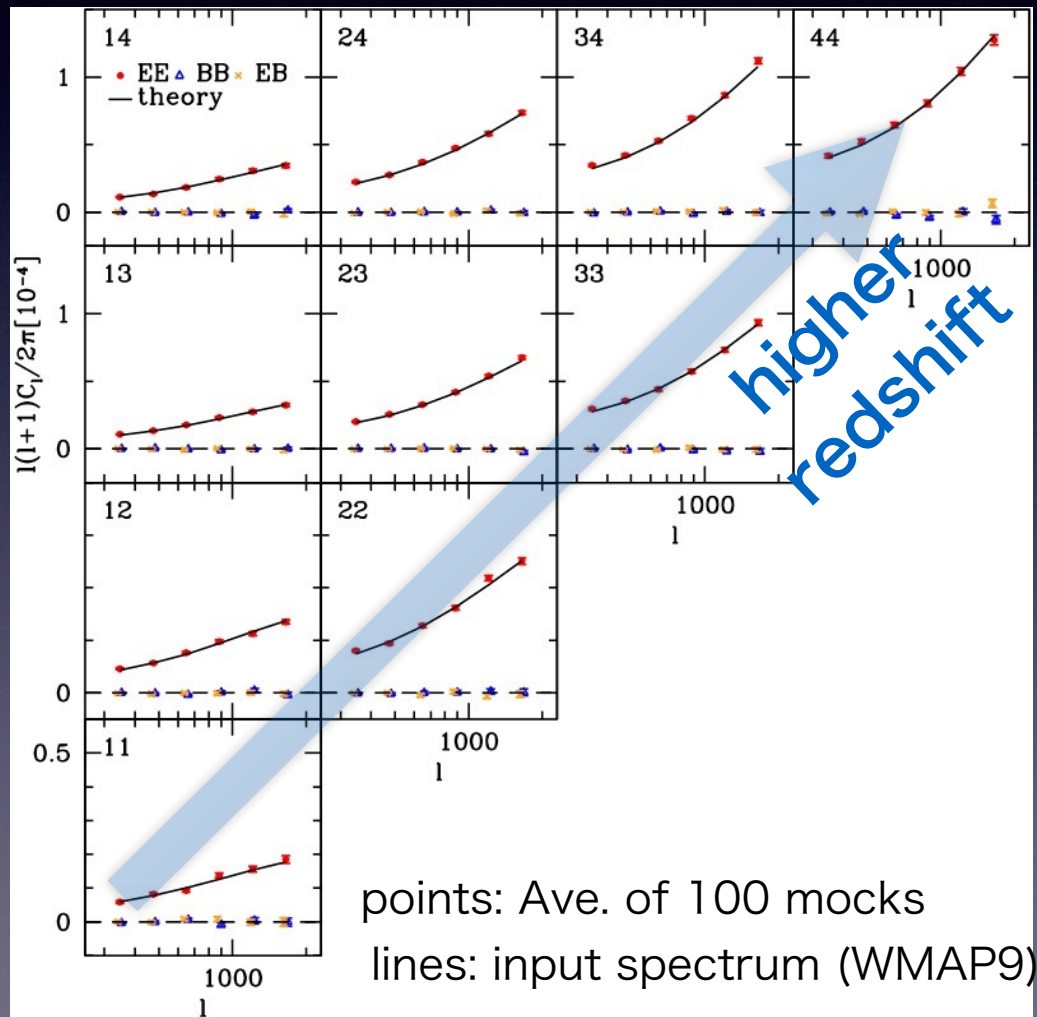 14 24 34 44
• EE △ BB × EB
— theory
1
0
13 23 33
1000
l
1
0
higher
redshift
l(l+1)Cₗ/2π[10⁻⁴]
12 22
1000
l
0
11
1000
l
0.5
0
points: Ave. of 100 mocks
lines: input spectrum (WMAP9)
1000
l